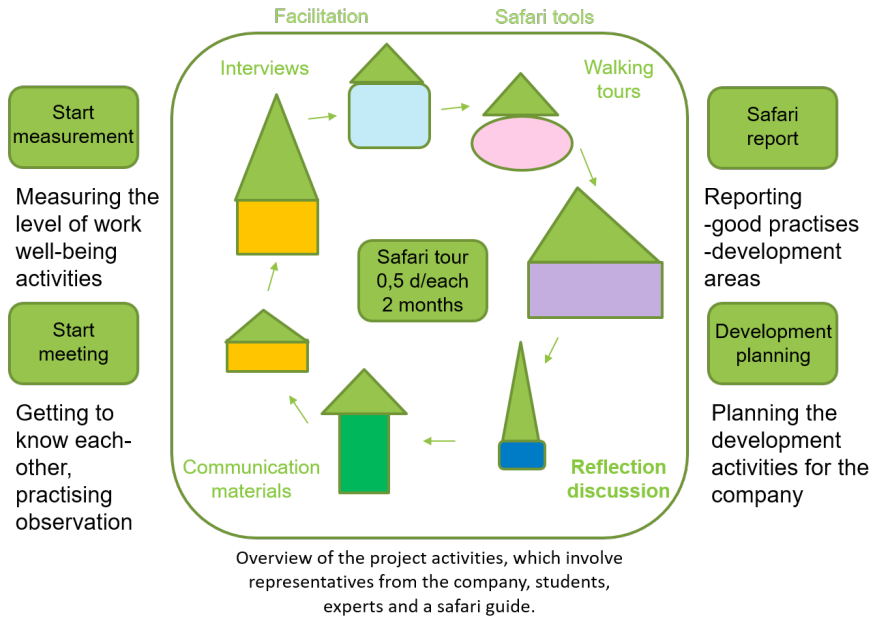 Facilitation
Safari tools
Interviews
Walking
tours
Start
measurement
Measuring the
level of work
well-being
activities
Start
meeting
Getting to
know each-
other,
practising
observation
Safari tour
0,5 d/each
2 months
Communication
materials
Reflection
discussion
Safari
report
Reporting
-good practises
-development
areas
Development
planning
Planning the
development
activities for the
company
Overview of the project activities, which involve
representatives from the company, students,
experts and a safari guide.